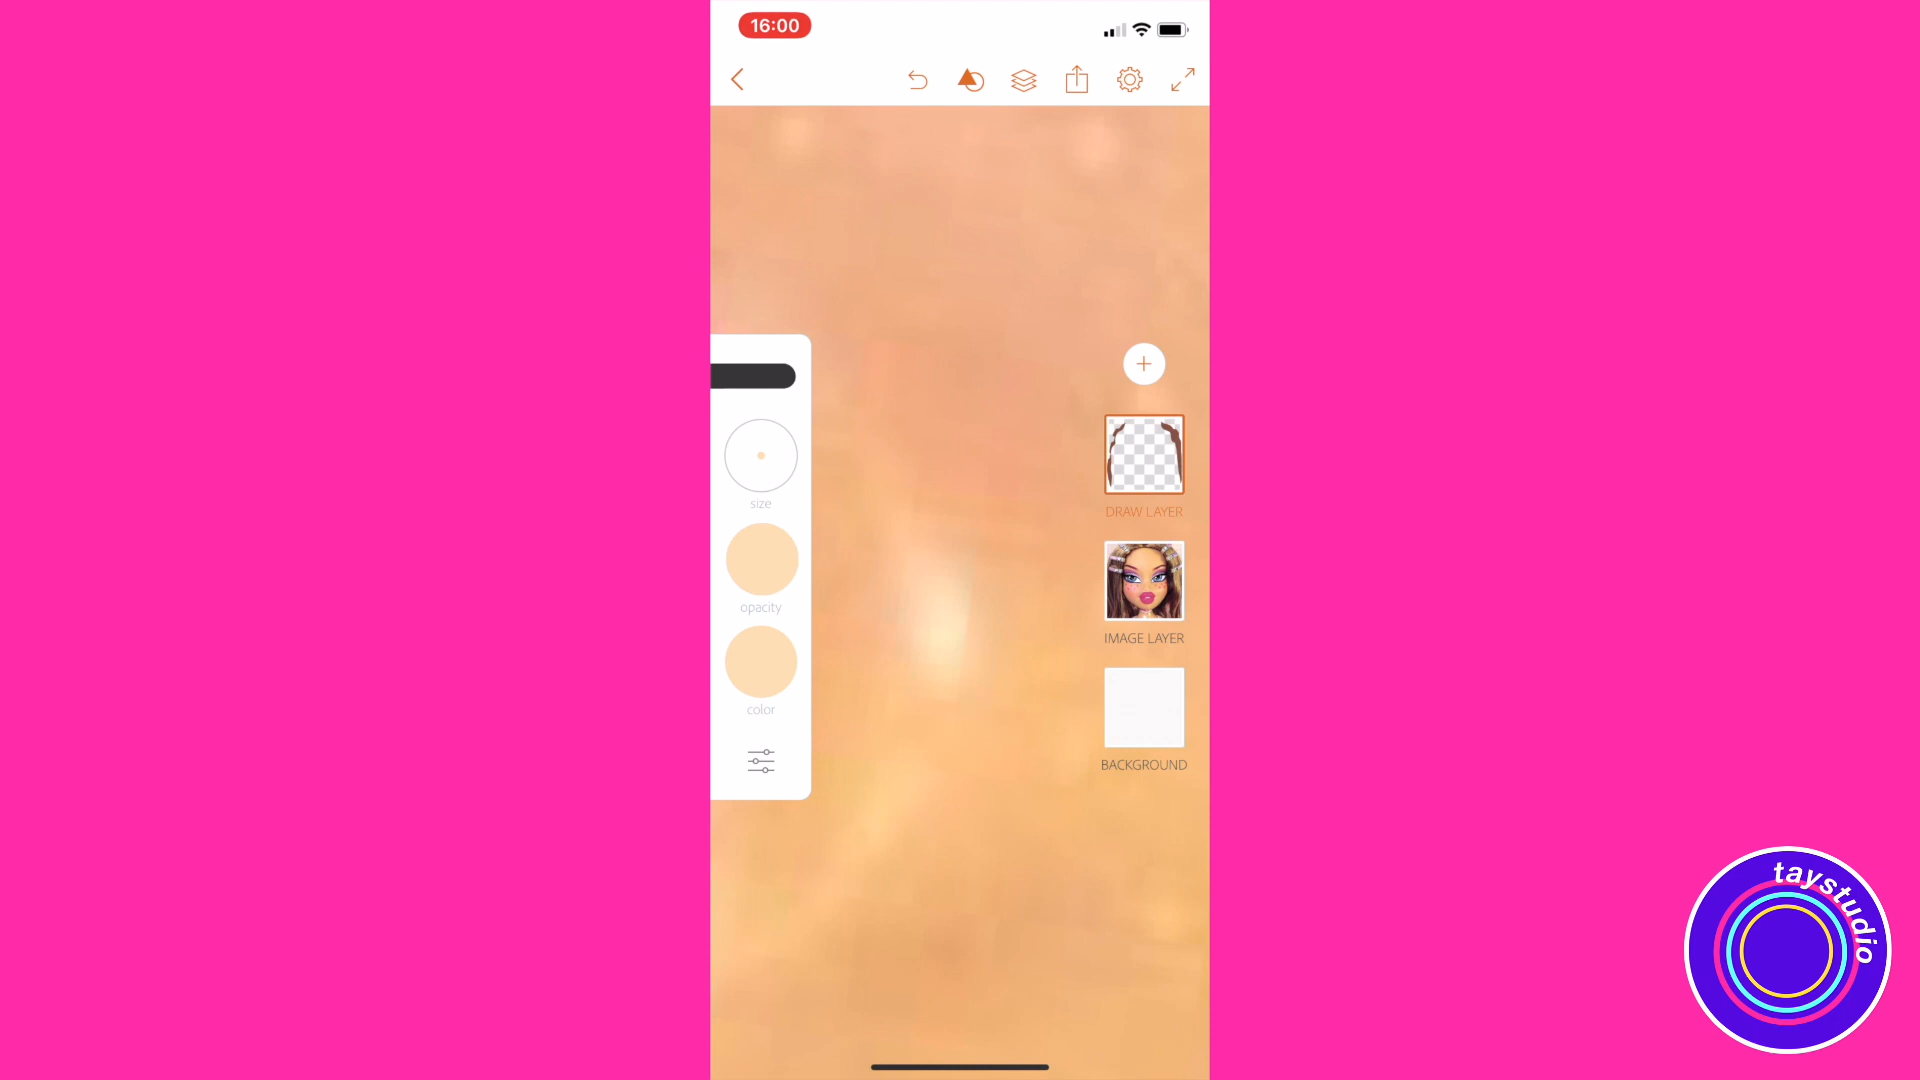 16:00
size
opacity
color
DRAW LAYER
IMAGE LAYER
BACKGROUND
taystudio